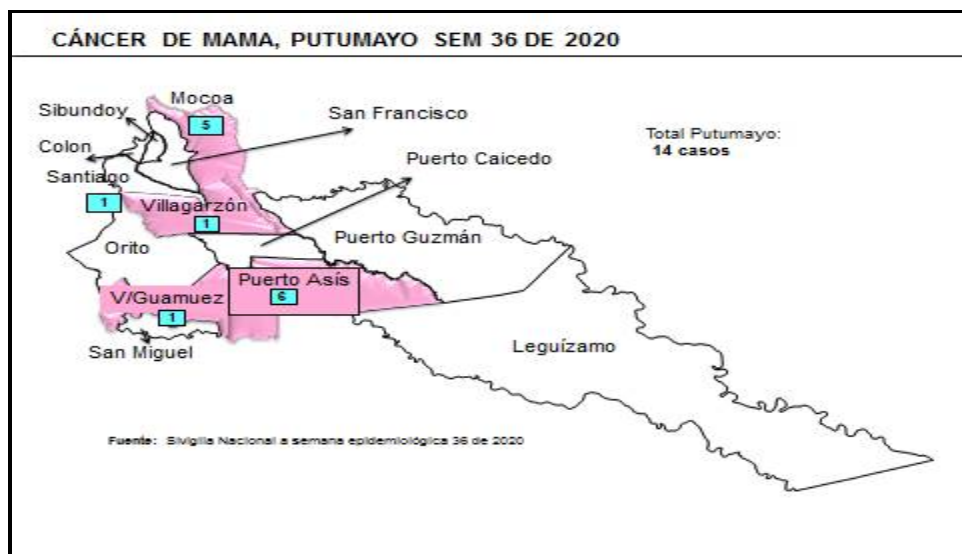 CÁNCER DE MAMA, PUTUMAYO SEM 36 DE 2020
Mocoa
5
Sibundoy
San Francisco
Colon
Total Putumayo:
14 casos
Puerto Caicedo
Santiago
1
Villagarzón
1
Orito
Puerto Guzmán
Puerto Asís
6
V/Guamuez
1
San Miguel
Leguízamo
Fuente: Sivigila Nacional a semana epidemiológica 36 de 2020